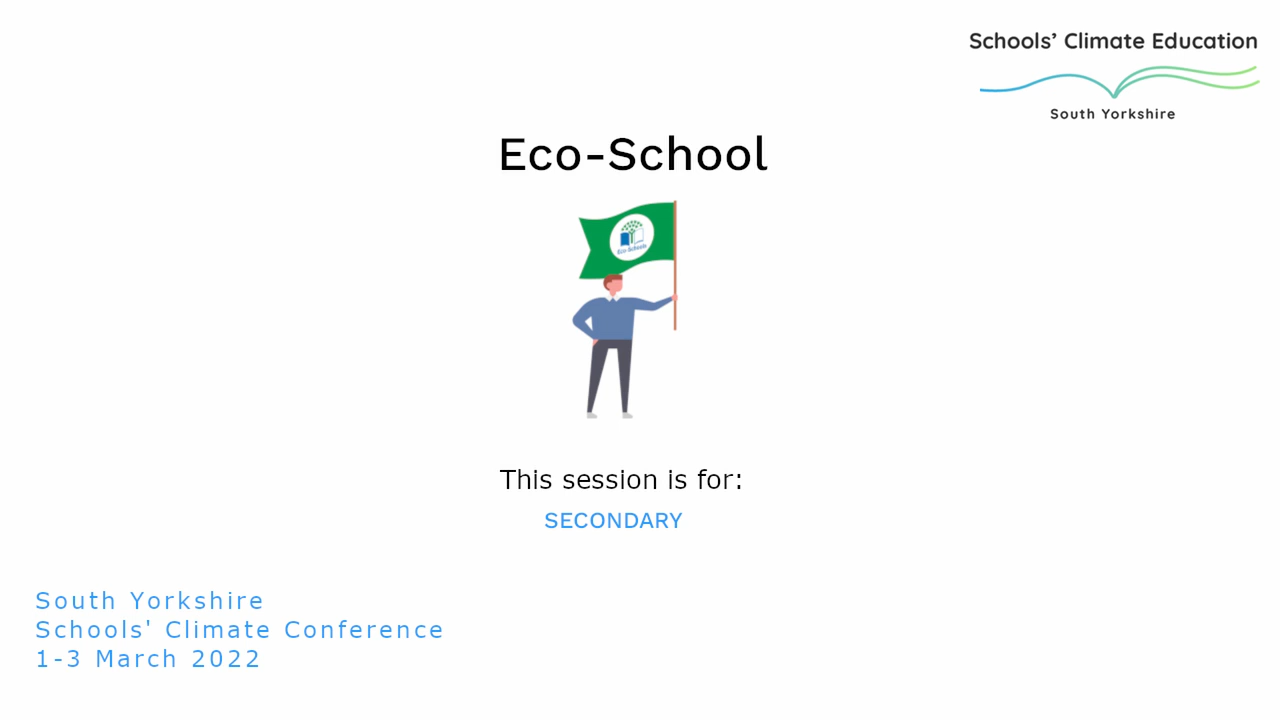 Schools’ Climate Education
South Yorkshire
Eco-School
Eco-Schools
This session is for:
SECONDARY
South Yorkshire
Schools' Climate Conference
1-3 March 2022